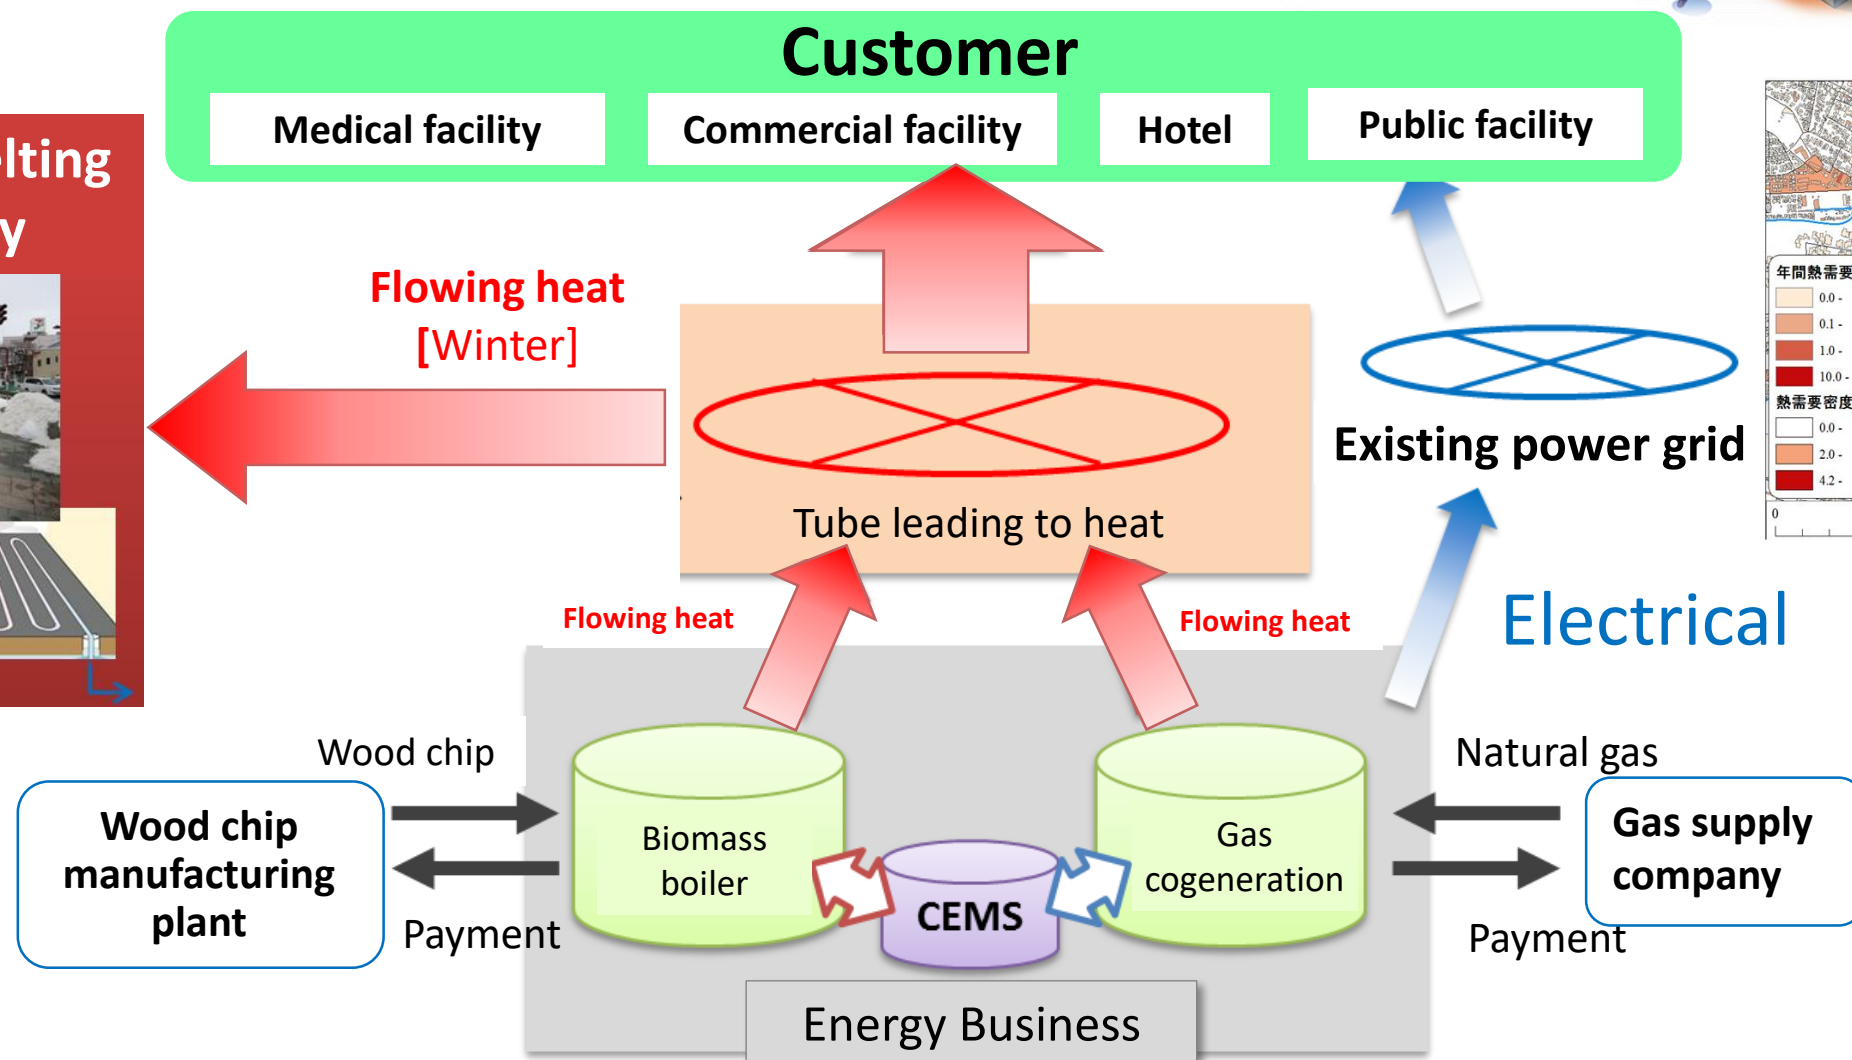 Customer
Medical facility
Commercial facility
Hotel
Public facility
elting
y
Flowing heat
[Winter]
Tube leading to heat
Existing power grid
年間熱需要
0.0 -
0.1 -
1.0 -
10.0 -
熱需要密度
0.0 -
2.0 -
4.2 -
0
Flowing heat
Flowing heat
Electrical
Wood chip
Wood chip
manufacturing
plant
Payment
Biomass
boiler
CEMS
Gas
cogeneration
Natural gas
Gas supply
company
Payment
Energy Business